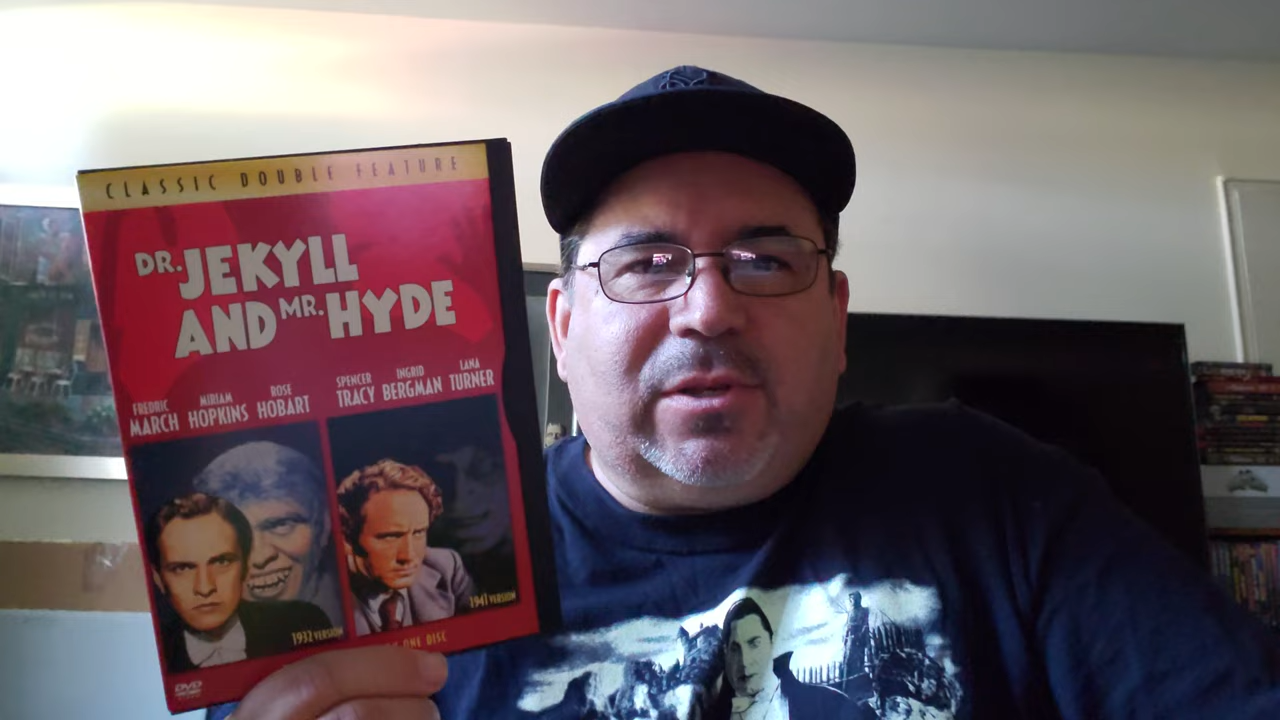 CLASSIC DOUBLE FEATURE
DR. JEKYLL
AND MR. HYDE
FREDRIC MARCH
MIRIAM HOPKINS
ROSE HOBART
SPENCER TRACY
INGRID BERGMAN
LANA TURNER
1932 VERSION
1941 VERSION
ONE DISC
DVD